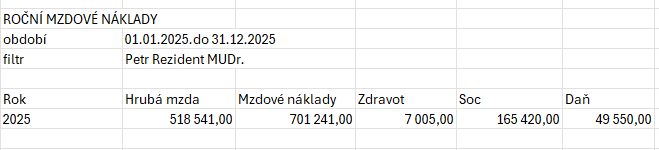 ROČNÍ MZDOVÉ NÁKLADY
období 01.01.2025.do 31.12.2025
filtr Petr Rezident MUDr.
Rok Hrubá mzda Mzdové náklady Zdravot Soc Daň
2025 518 541,00 701 241,00 7 005,00 165 420,00 49 550,00